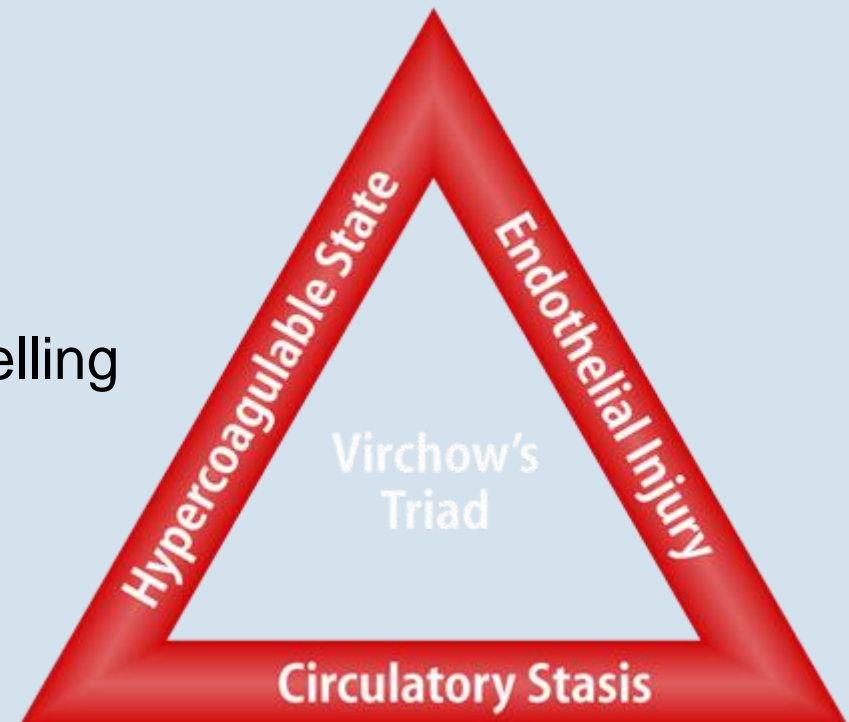 elling
Hypercoagulable State
Endothelial Injury
Virchow's
Triad
Circulatory Stasis